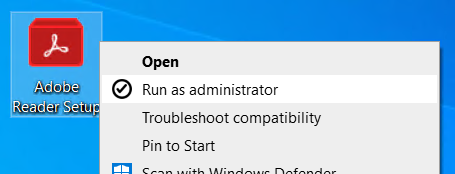 Adobe
Reader Setup
Open
Run as administrator
Troubleshoot compatibility
Pin to Start
Scan with Windows Defender